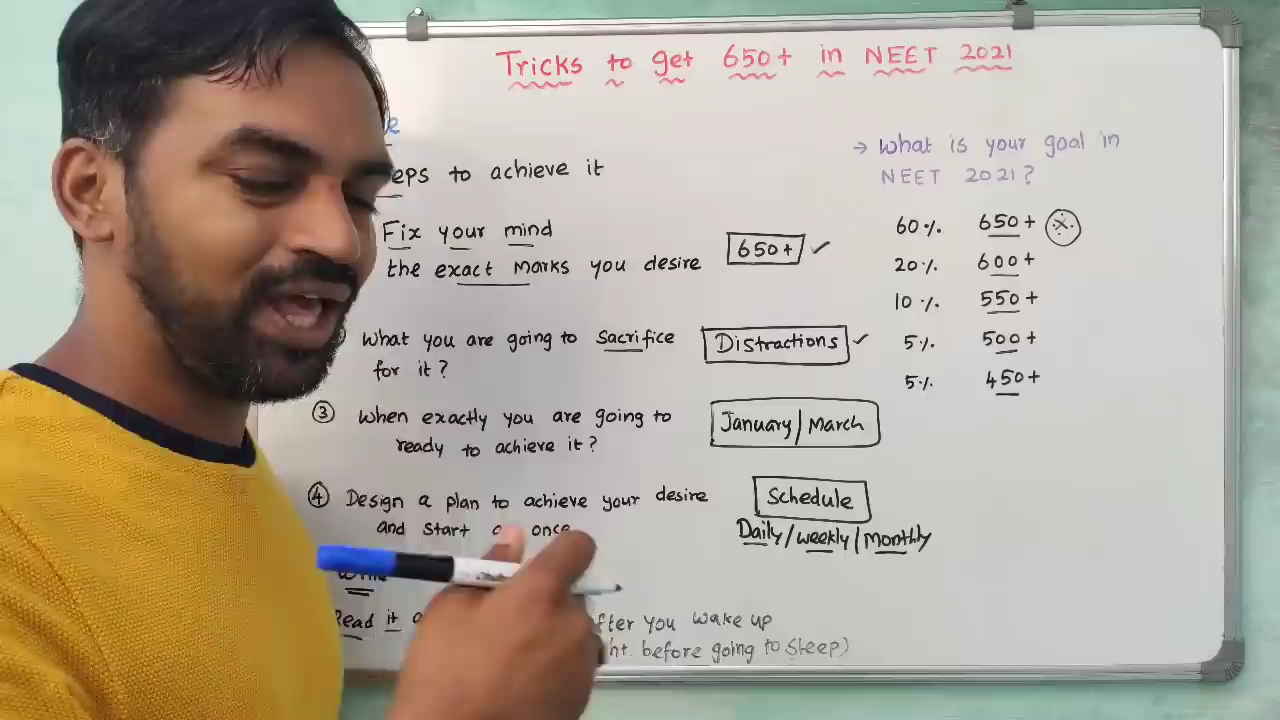 Tricks to get 650+ in NEET 2021
to achieve it
Fix your mind
the exact marks you desire
650+ ✓
What you are going to sacrifice
for it?
Distractions ✓
③ When exactly you are going to
ready to achieve it?
January/March
④ Design a plan to achieve your desire
and start once
Schedule
Daily/weekly/Monthly
Read it
you wake up
before going to sleep)
→ What is your goal in
NEET 2021?
60% 650+
20% 600+
10% 550+
5% 500+
5% 450+